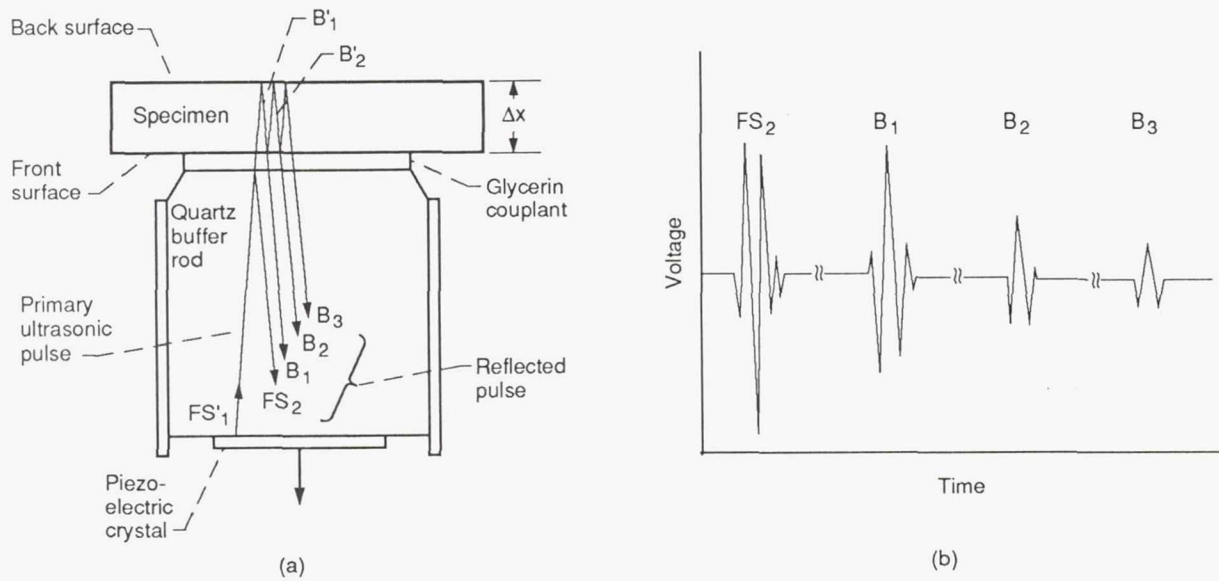 Back surface
B'₁
B'₂
Specimen
Δx
Front
surface
Glycerin
couplant
Quartz
buffer
rod
Primary
ultrasonic
pulse
B₃
B₂
B₁
FS₂
Reflected
pulse
FS'₁
Piezo-
electric
crystal
(a)
Voltage
FS₂
B₁
B₂
B₃
Time
(b)